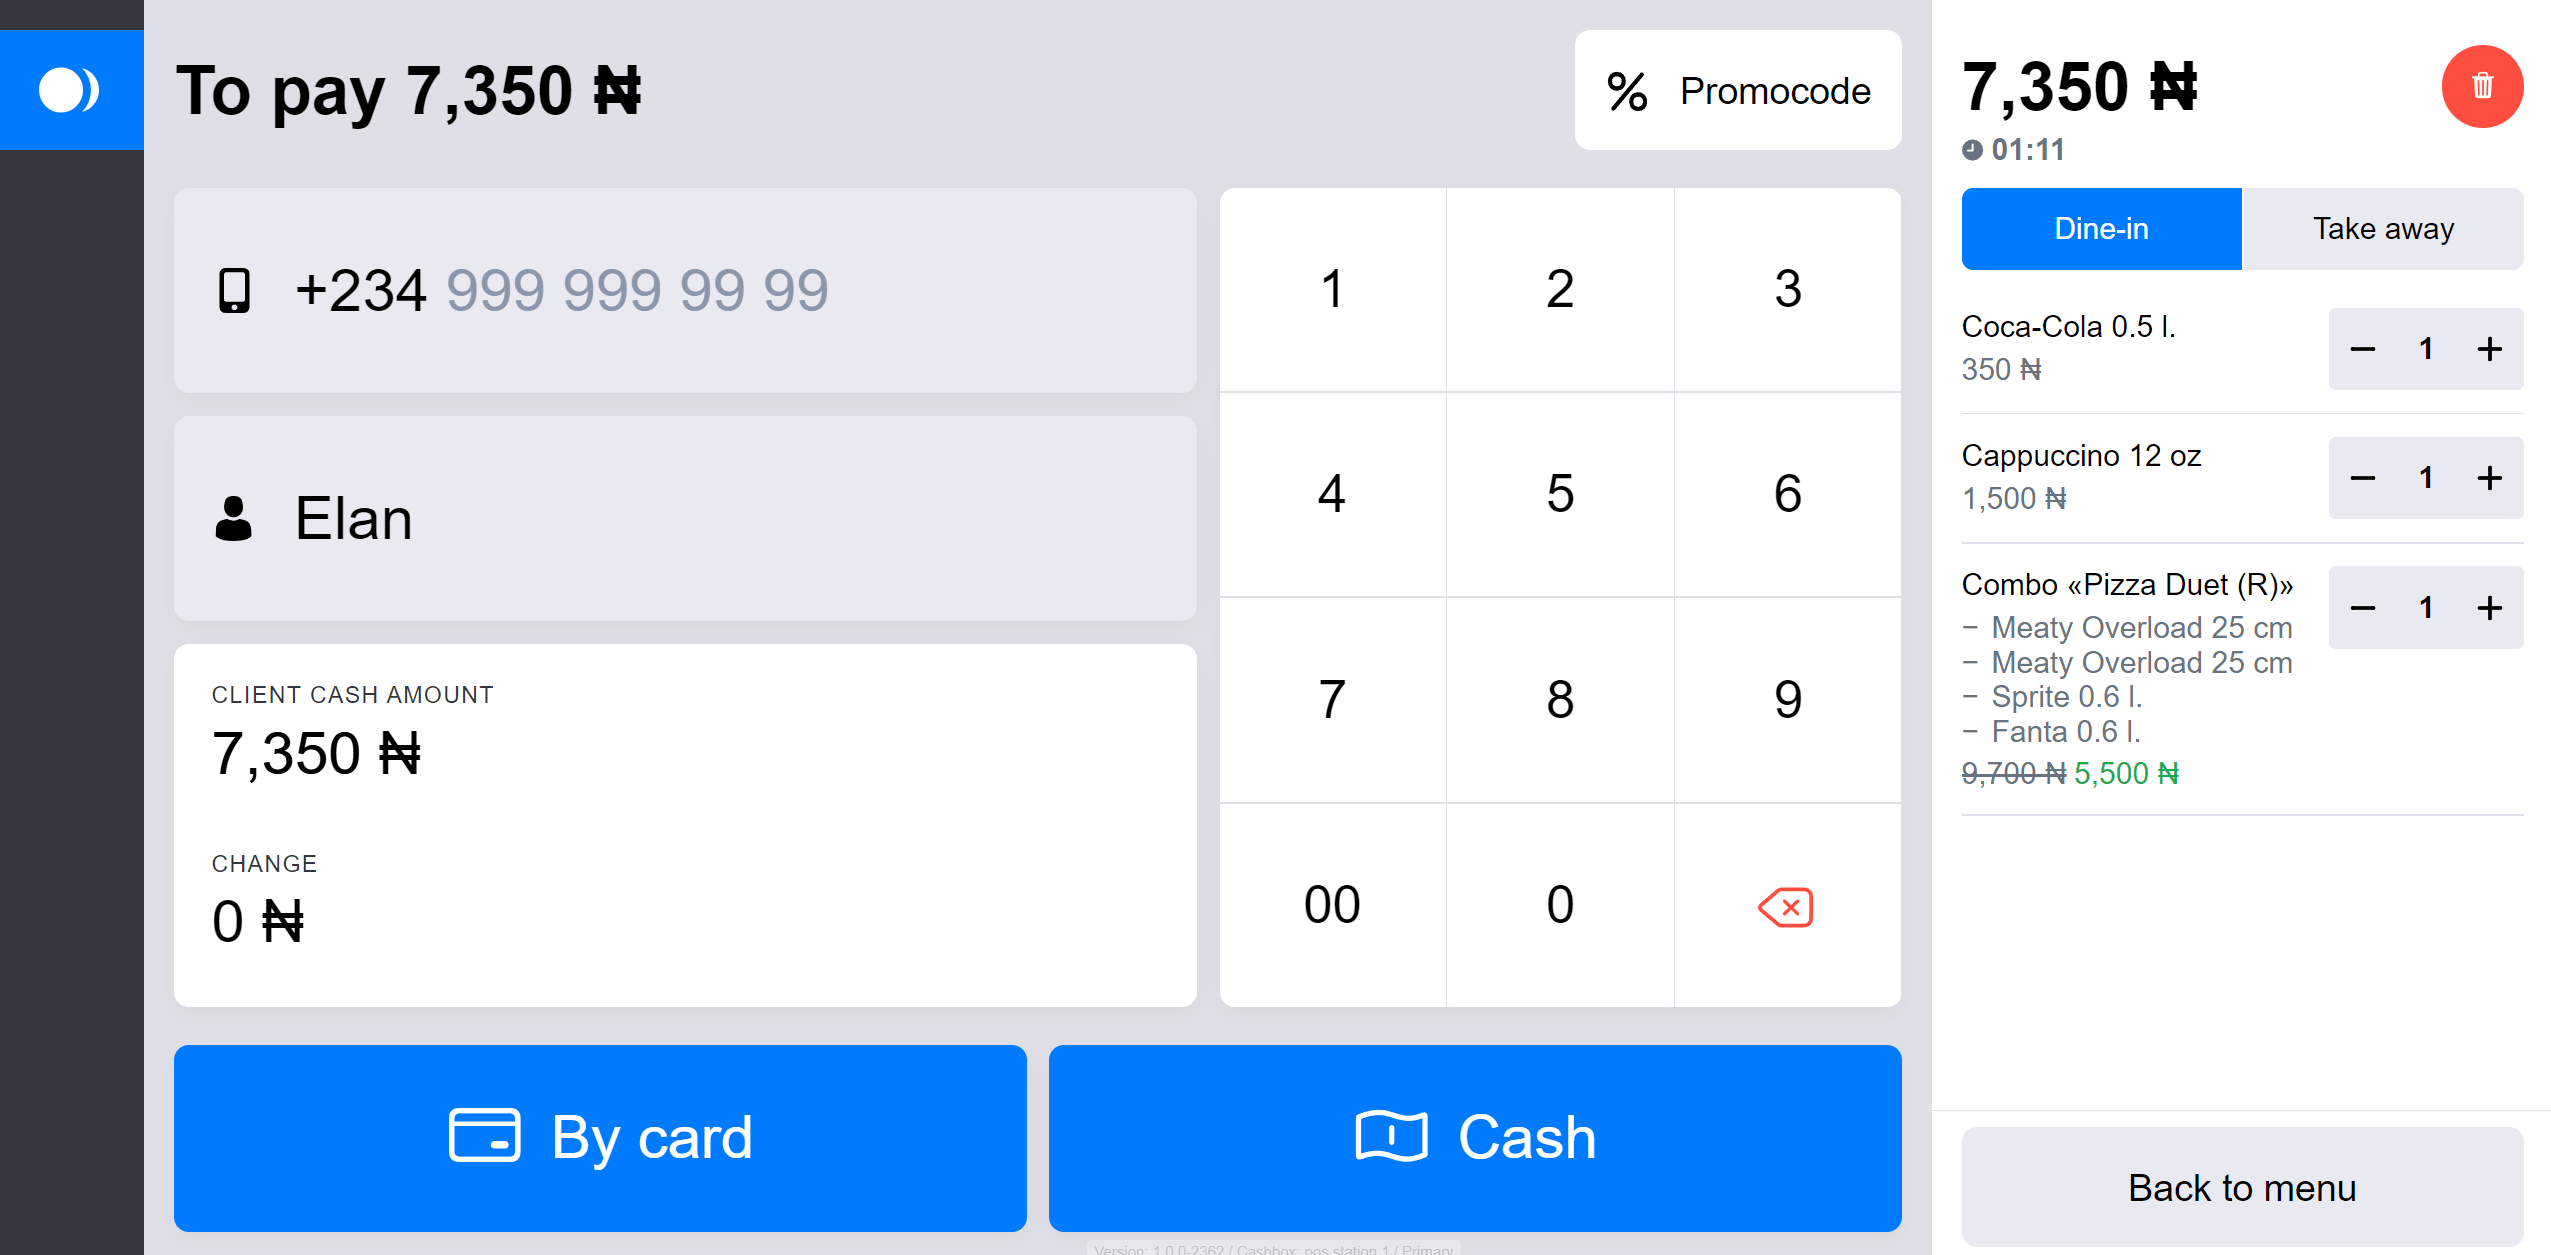 To pay 7,350 ₦
Promocode
+234 999 999 99 99
Elan
CLIENT CASH AMOUNT
7,350 ₦
CHANGE
0 ₦
1 2 3
4 5 6
7 8 9
00 0
By card
Cash
Version: 1.0.0-2362 / Cashbox: pos station 1 / Primary
7,350 ₦
01:11
Dine-in
Take away
Coca-Cola 0.5 l.
350 ₦
− 1 +
Cappuccino 12 oz
1,500 ₦
− 1 +
Combo «Pizza Duet (R)»
− 1 +
− Meaty Overload 25 cm
− Meaty Overload 25 cm
− Sprite 0.6 l.
− Fanta 0.6 l.
9,700 ₦ 5,500 ₦
Back to menu